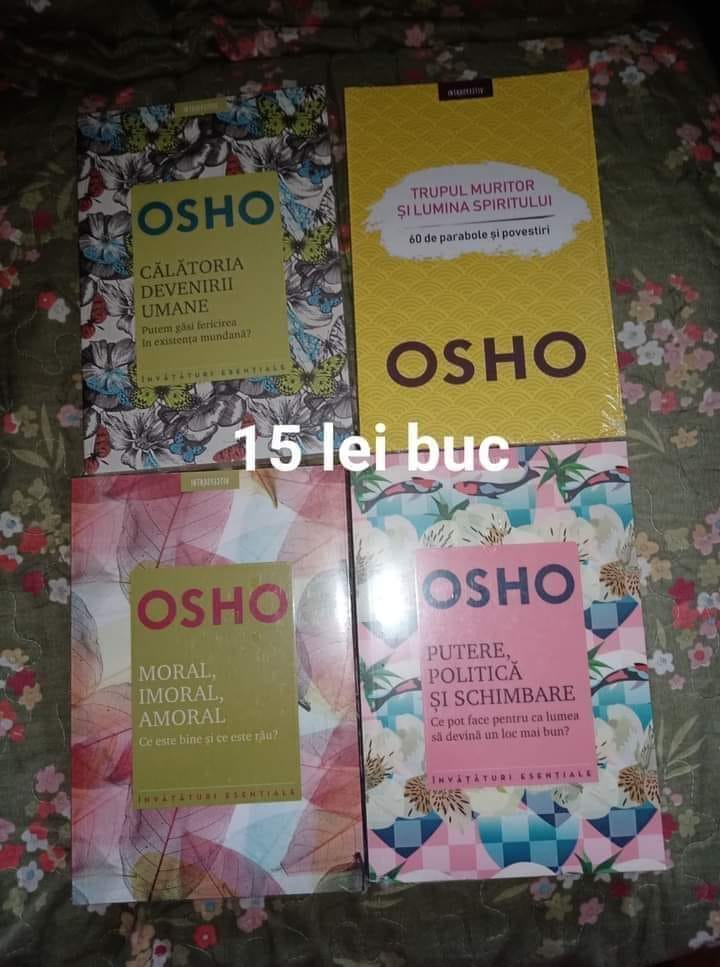 INTROSPECTIV
OSHO
CĂLĂTORIA
DEVENIRII
UMANE
Putem găsi fericirea
în existența mundană?
ÎNVĂȚĂTURI ESENȚIALE
INTROSPECTIV
TRUPUL MURITOR
ȘI LUMINA SPIRITULUI
60 de parabole și povestiri
OSHO
15 lei buc
INTROSPECTIV
OSHO
MORAL,
IMORAL,
AMORAL
Ce este bine și ce este rău?
ÎNVĂȚĂTURI ESENȚIALE
OSHO
PUTERE,
POLITICĂ
ȘI SCHIMBARE
Ce pot face pentru ca lumea
să devină un loc mai bun?
ÎNVĂȚĂTURI ESENȚIALE